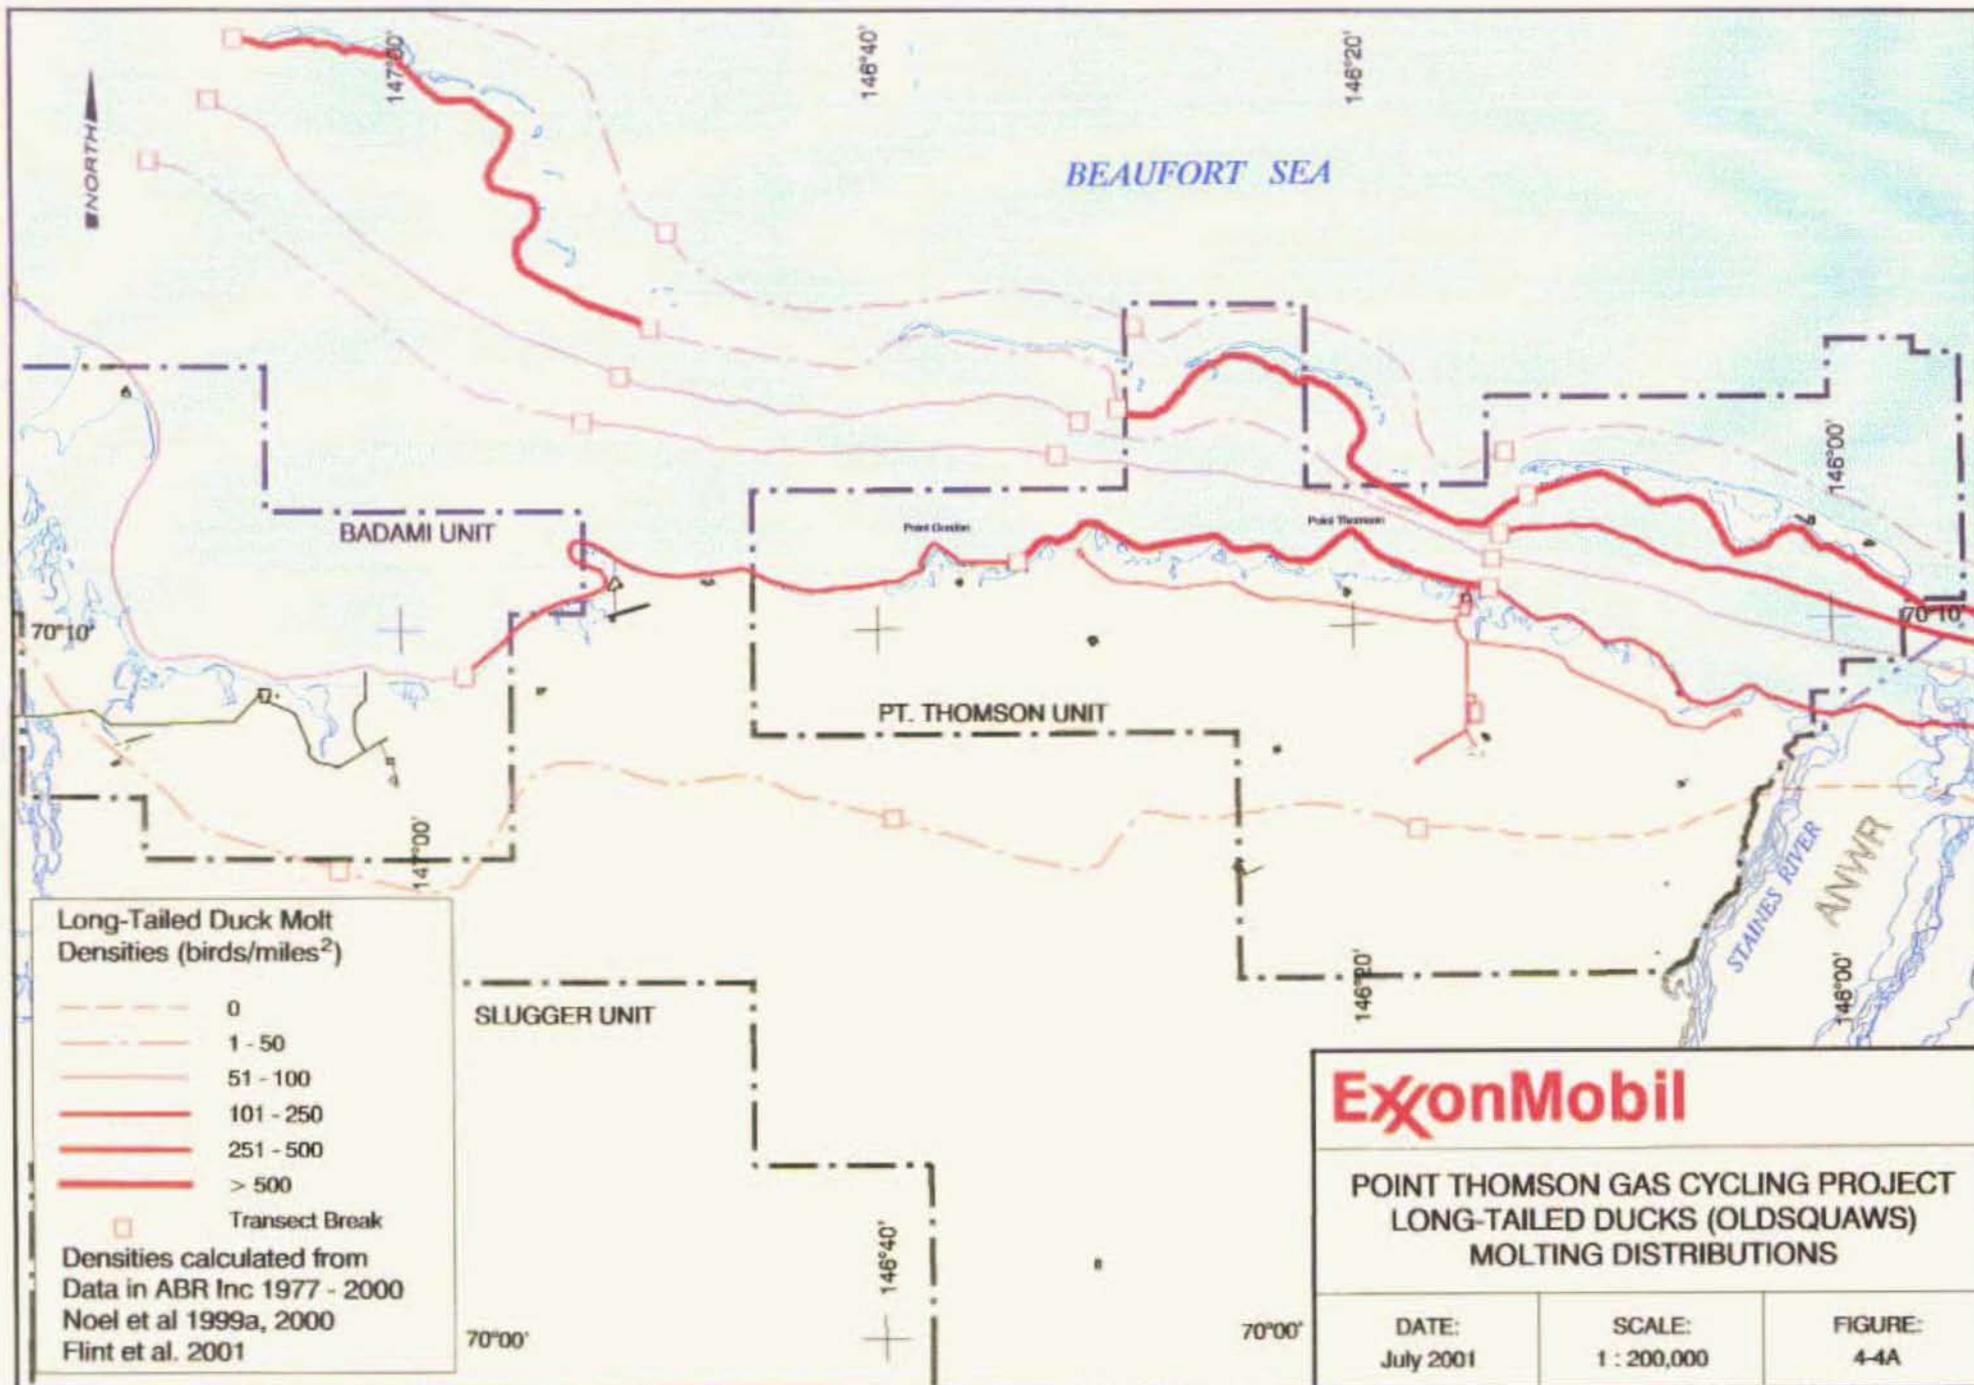 147°00'
146°40'
146°20'
NORTH
BEAUFORT SEA
146°00'
BADAMI UNIT
Point Thomson
70°10'
70°10'
PT. THOMSON UNIT
147°00'
STAINES RIVER
ANWR
146°20'
146°00'
Long-Tailed Duck Molt
Densities (birds/miles²)
0
1 - 50
51 - 100
101 - 250
251 - 500
> 500
Transect Break
Densities calculated from
Data in ABR Inc 1977 - 2000
Noel et al 1999a, 2000
Flint et al. 2001
SLUGGER UNIT
146°40'
70°00'
70°00'
ExxonMobil
POINT THOMSON GAS CYCLING PROJECT
LONG-TAILED DUCKS (OLDSQUAWS)
MOLTING DISTRIBUTIONS
DATE:
July 2001
SCALE:
1 : 200,000
FIGURE:
4-4A